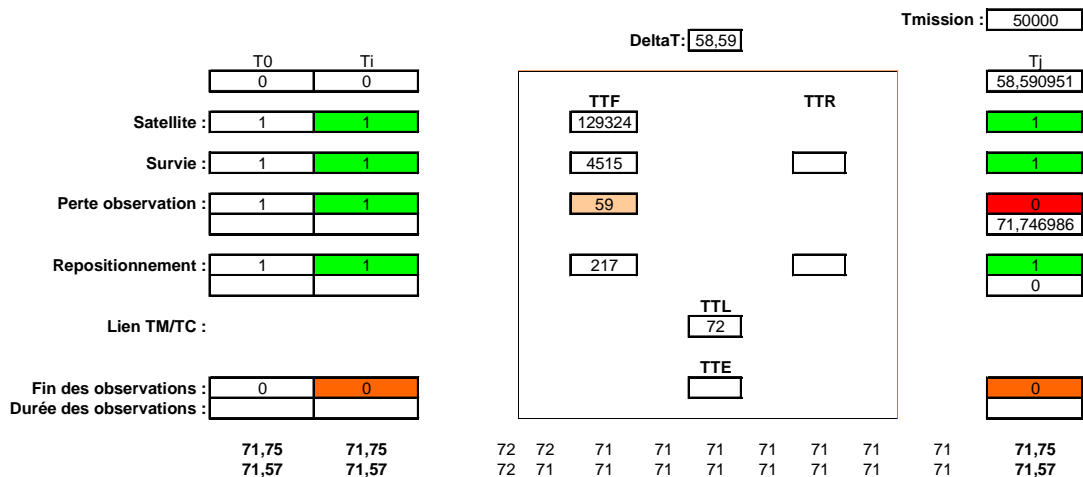 Tmission : 50000
DeltaT: 58,59
T0 Ti Tj
0 0 58,590951
TTF TTR
Satellite : 1 1 129324 1
Survie : 1 1 4515 1
Perte observation : 1 1 59 0
71,746986
Repositionnement : 1 1 217 1
0
TTL
Lien TM/TC : 72
TTE
Fin des observations : 0 0 0
Durée des observations :
71,75 71,75 72 72 71 71 71 71 71 71 71 71,75
71,57 71,57 72 71 71 71 71 71 71 71 71 71,57